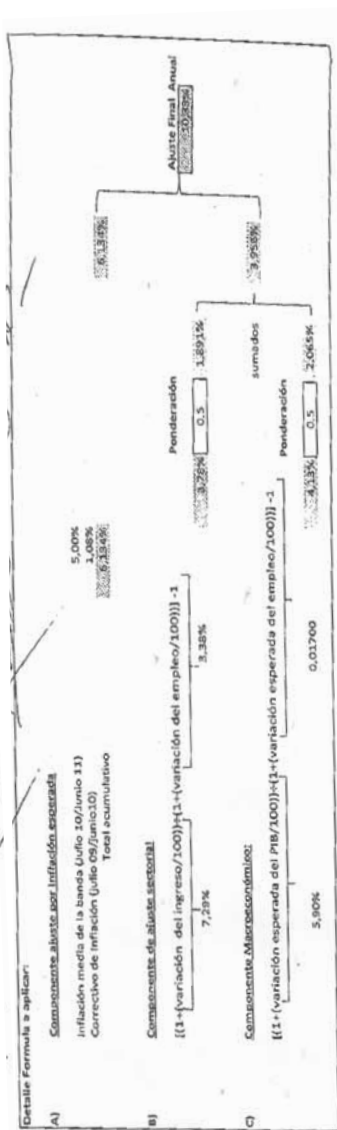 Detalle Formula a aplicar:
A) Componente ajuste por inflación esperada
Inflación media de la banda (Julio 10/Junio 11) 5,00%
Correctivo de Inflación (julio 09/junio10) 1,08%
Total acumulativo 6,134% 6,134%
Ajuste Final Anual
B) Componente de ajuste sectorial
Ponderación
[(1+(variación del ingreso/100))÷(1+(variación del empleo/100))] -1 3,78% 0,5 1,891%
7,29% 3,38%
sumados 3,956%
C) Componente Macroeconómico:
Ponderación
[(1+(variación esperada del PIB/100))÷(1+(variación esperada del empleo/100))] -1 4,13% 0,5 2,065%
5,90% 0,01700